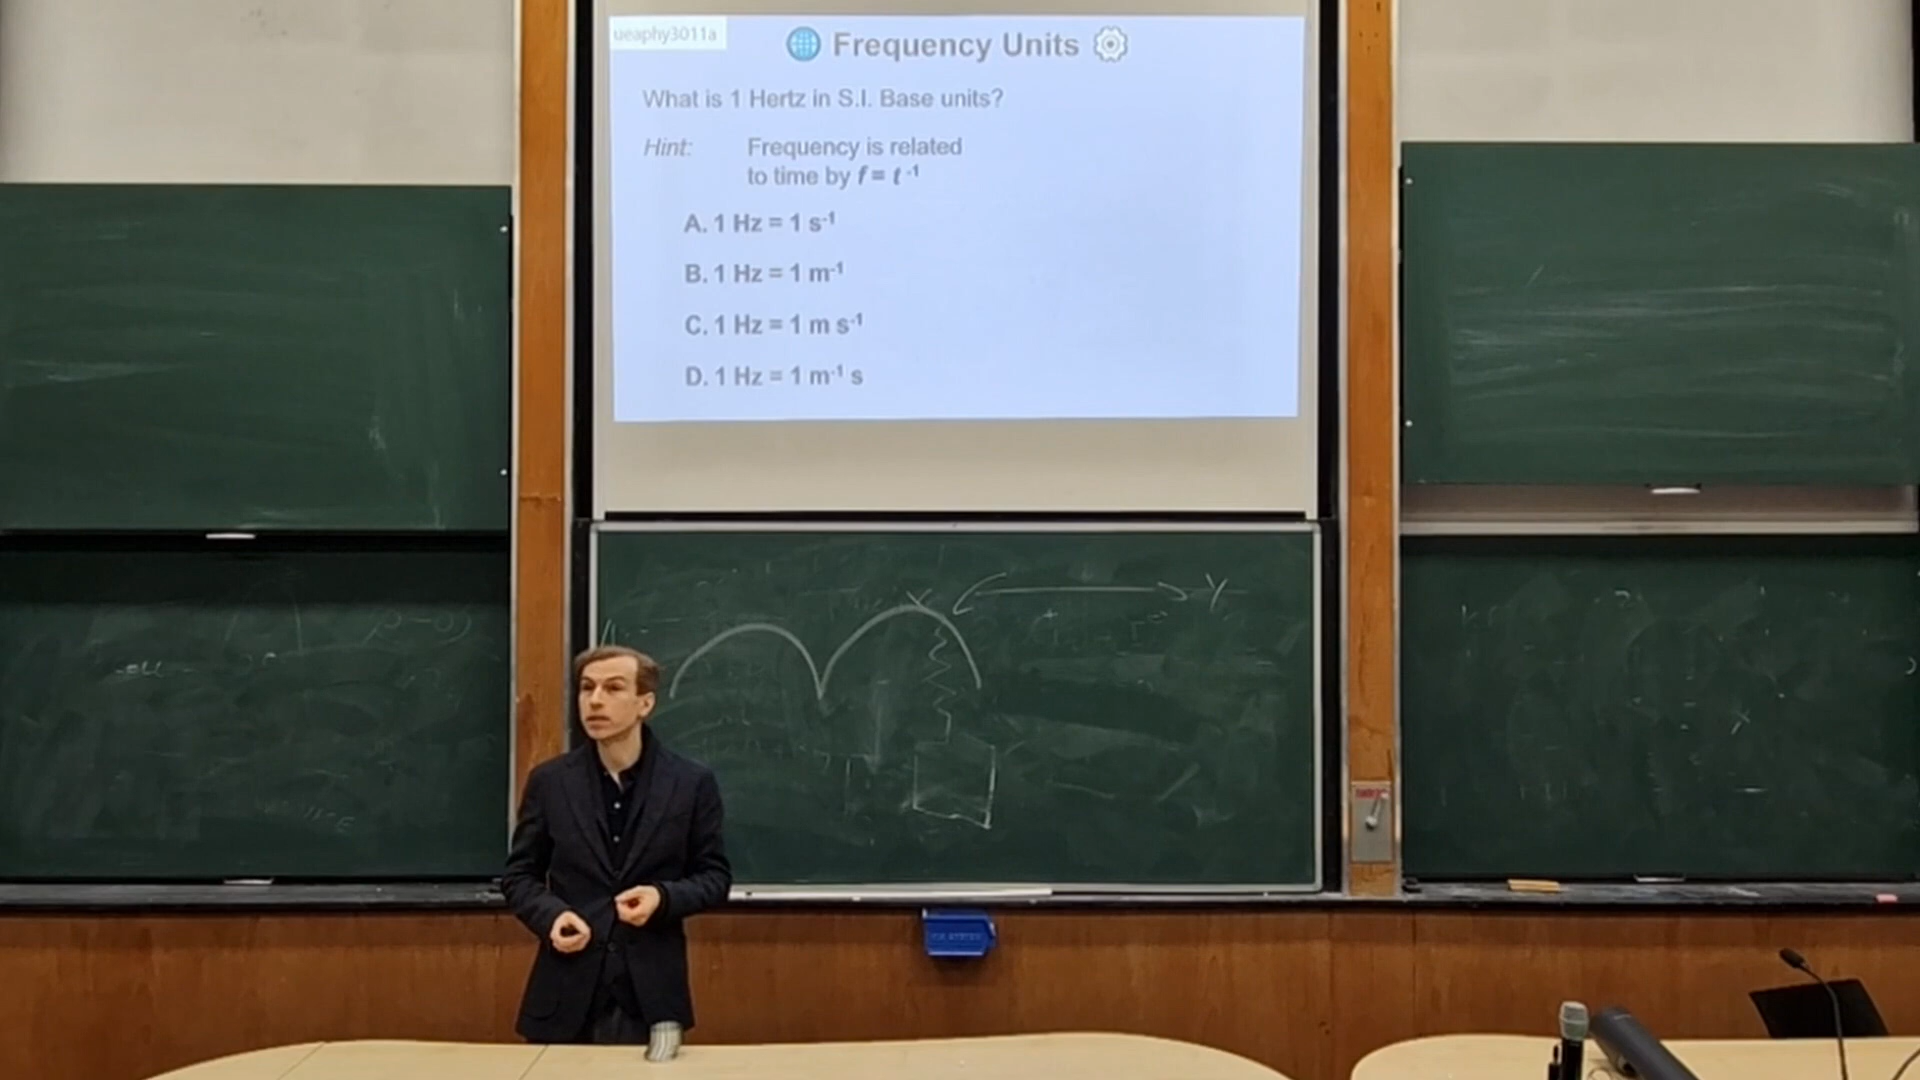 ueaphy3011a
Frequency Units
What is 1 Hertz in S.I. Base units?
Hint: Frequency is related
to time by f = t⁻¹
A. 1 Hz = 1 s⁻¹
B. 1 Hz = 1 m⁻¹
C. 1 Hz = 1 m s⁻¹
D. 1 Hz = 1 m⁻¹ s
X
Y